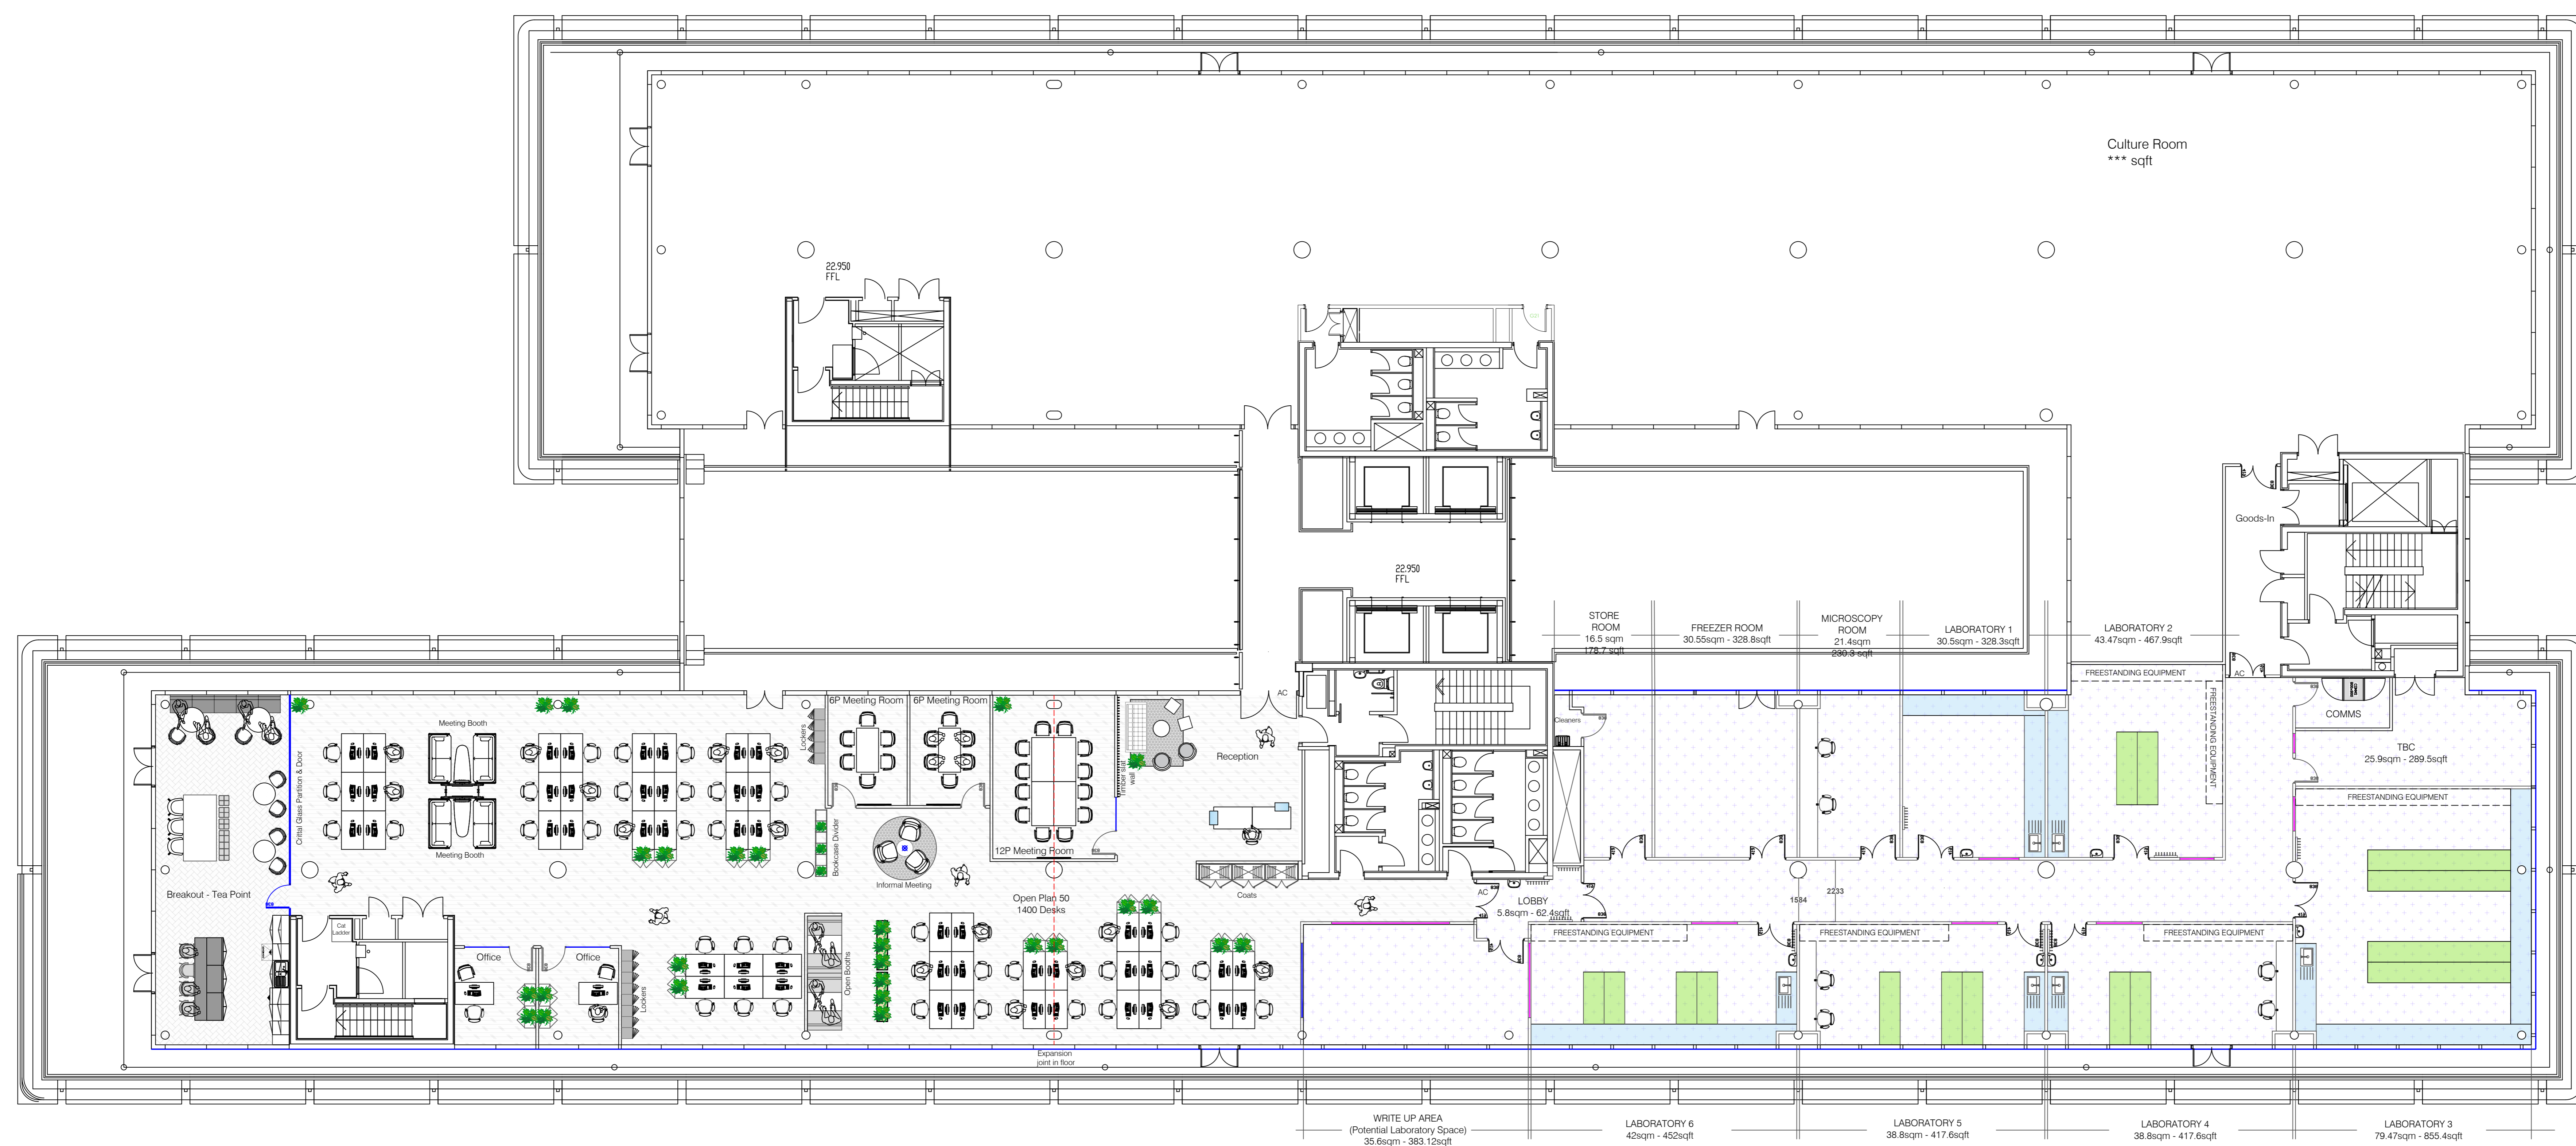 Culture Room
*** sqft
22.950
FFL
Goods-In
22.950
FFL
STORE
ROOM
16.5 sqm
178.7 sqft
FREEZER ROOM
30.55sqm - 328.8sqft
MICROSCOPY
ROOM
21.4sqm
230.3 sqft
LABORATORY 1
30.5sqm - 328.3sqft
LABORATORY 2
43.47sqm - 467.9sqft
FREESTANDING EQUIPMENT
FREESTANDING EQUIPMENT
AC
COMMS
TBC
25.9sqm - 289.5sqft
FREESTANDING EQUIPMENT
6P Meeting Room
6P Meeting Room
AC
Meeting Booth
Meeting Booth
Crittal Glass Partition & Door
Lockers
Timber slat
wall
Reception
Cleaners
Bookcase Divider
12P Meeting Room
Informal Meeting
Breakout - Tea Point
Open Plan 50
1400 Desks
Coats
AC
LOBBY
5.8sqm - 62.4sqft
2233
1584
Cat
Ladder
Office
Office
Lockers
Open Booths
FREESTANDING EQUIPMENT
FREESTANDING EQUIPMENT
FREESTANDING EQUIPMENT
Expansion
joint in floor
WRITE UP AREA
(Potential Laboratory Space)
35.6sqm - 383.12sqft
LABORATORY 6
42sqm - 452sqft
LABORATORY 5
38.8sqm - 417.6sqft
LABORATORY 4
38.8sqm - 417.6sqft
LABORATORY 3
79.47sqm - 855.4sqft